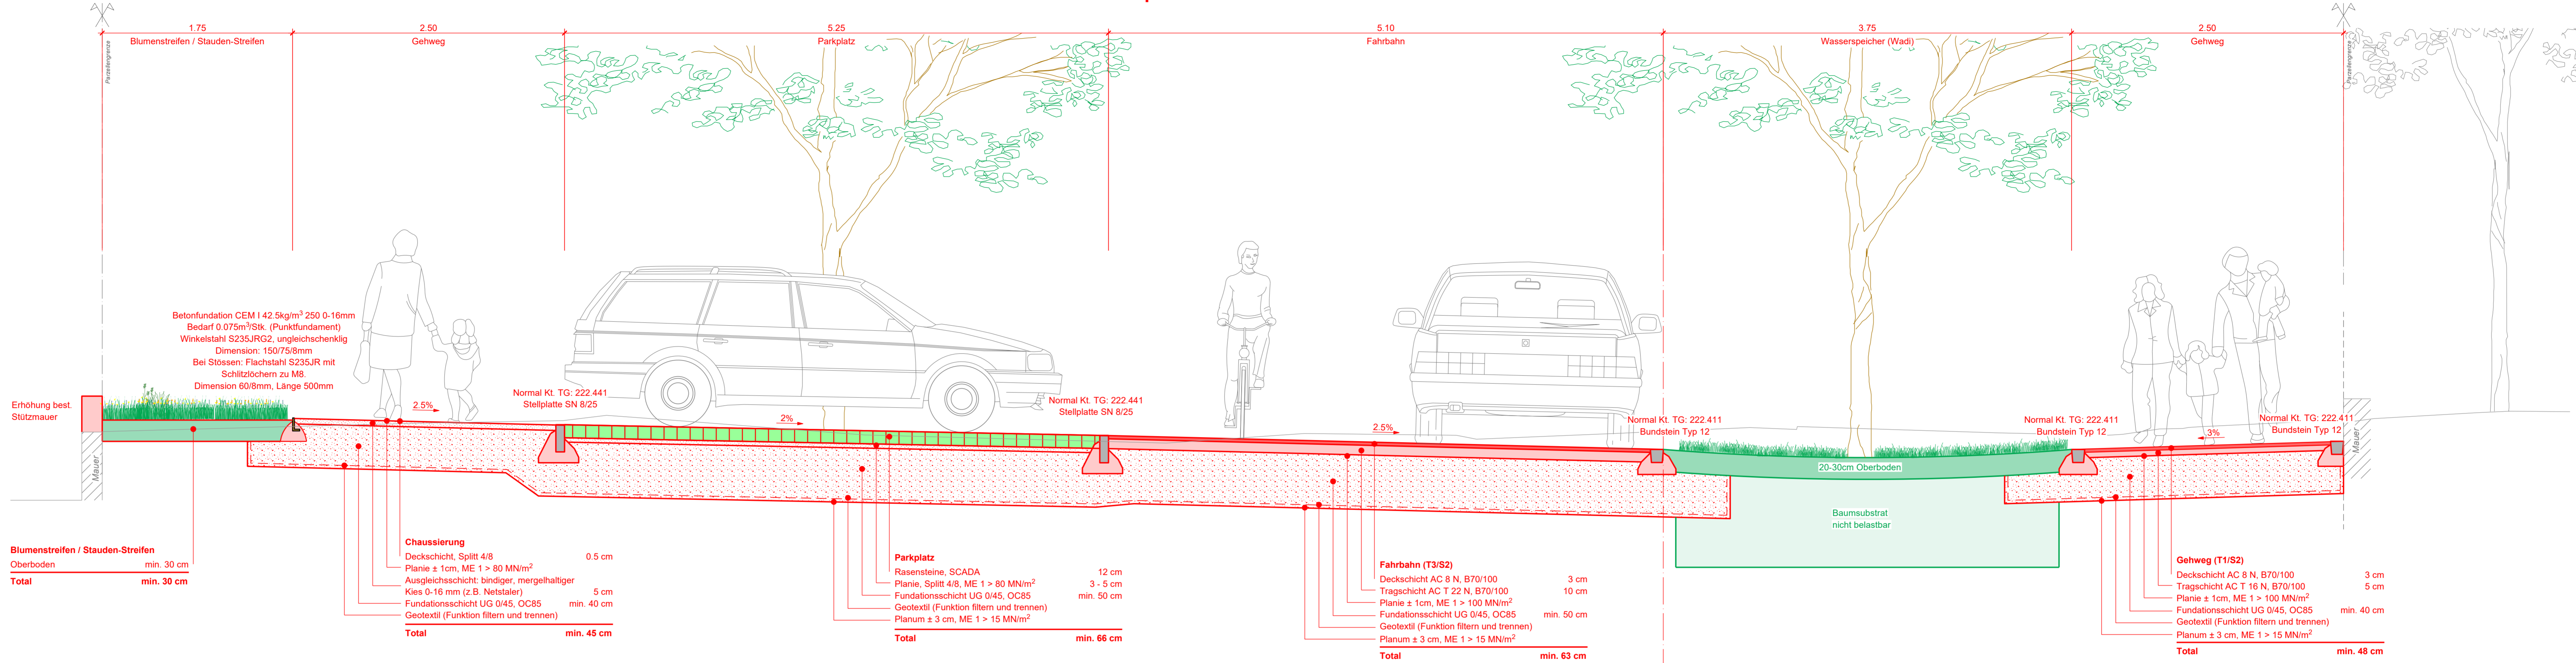 1.75
Blumenstreifen / Stauden-Streifen
2.50
Gehweg
5.25
Parkplatz
5.10
Fahrbahn
3.75
Wasserspeicher (Wadi)
2.50
Gehweg
Parzellengrenze
Parzellengrenze
Betonfundation CEM I 42.5kg/m³ 250 0-16mm
Bedarf 0.075m³/Stk. (Punktfundament)
Winkelstahl S235JRG2, ungleichschenklig
Dimension: 150/75/8mm
Bei Stössen: Flachstahl S235JR mit
Schlitzlöchern zu M8.
Dimension 60/8mm, Länge 500mm
Erhöhung best.
Stützmauer
Mauer
2.5%
Normal Kt. TG: 222.441
Stellplatte SN 8/25
2%
Normal Kt. TG: 222.441
Stellplatte SN 8/25
2.5%
Normal Kt. TG: 222.411
Bundstein Typ 12
20-30cm Oberboden
Baumsubstrat
nicht belastbar
Normal Kt. TG: 222.411
Bundstein Typ 12
3%
Normal Kt. TG: 222.411
Bundstein Typ 12
Mauer
Blumenstreifen / Stauden-Streifen
Oberboden min. 30 cm
Total min. 30 cm
Chaussierung
Deckschicht, Splitt 4/8 0.5 cm
Planie ± 1cm, ME 1 > 80 MN/m²
Ausgleichsschicht: bindiger, mergelhaltiger
Kies 0-16 mm (z.B. Netstaler) 5 cm
Fundationsschicht UG 0/45, OC85 min. 40 cm
Geotextil (Funktion filtern und trennen)
Total min. 45 cm
Parkplatz
Rasensteine, SCADA 12 cm
Planie, Splitt 4/8, ME 1 > 80 MN/m² 3 - 5 cm
Fundationsschicht UG 0/45, OC85 min. 50 cm
Geotextil (Funktion filtern und trennen)
Planum ± 3 cm, ME 1 > 15 MN/m²
Total min. 66 cm
Fahrbahn (T3/S2)
Deckschicht AC 8 N, B70/100 3 cm
Tragschicht AC T 22 N, B70/100 10 cm
Planie ± 1cm, ME 1 > 100 MN/m²
Fundationsschicht UG 0/45, OC85 min. 50 cm
Geotextil (Funktion filtern und trennen)
Planum ± 3 cm, ME 1 > 15 MN/m²
Total min. 63 cm
Gehweg (T1/S2)
Deckschicht AC 8 N, B70/100 3 cm
Tragschicht AC T 16 N, B70/100 5 cm
Planie ± 1cm, ME 1 > 100 MN/m²
Fundationsschicht UG 0/45, OC85 min. 40 cm
Geotextil (Funktion filtern und trennen)
Planum ± 3 cm, ME 1 > 15 MN/m²
Total min. 48 cm